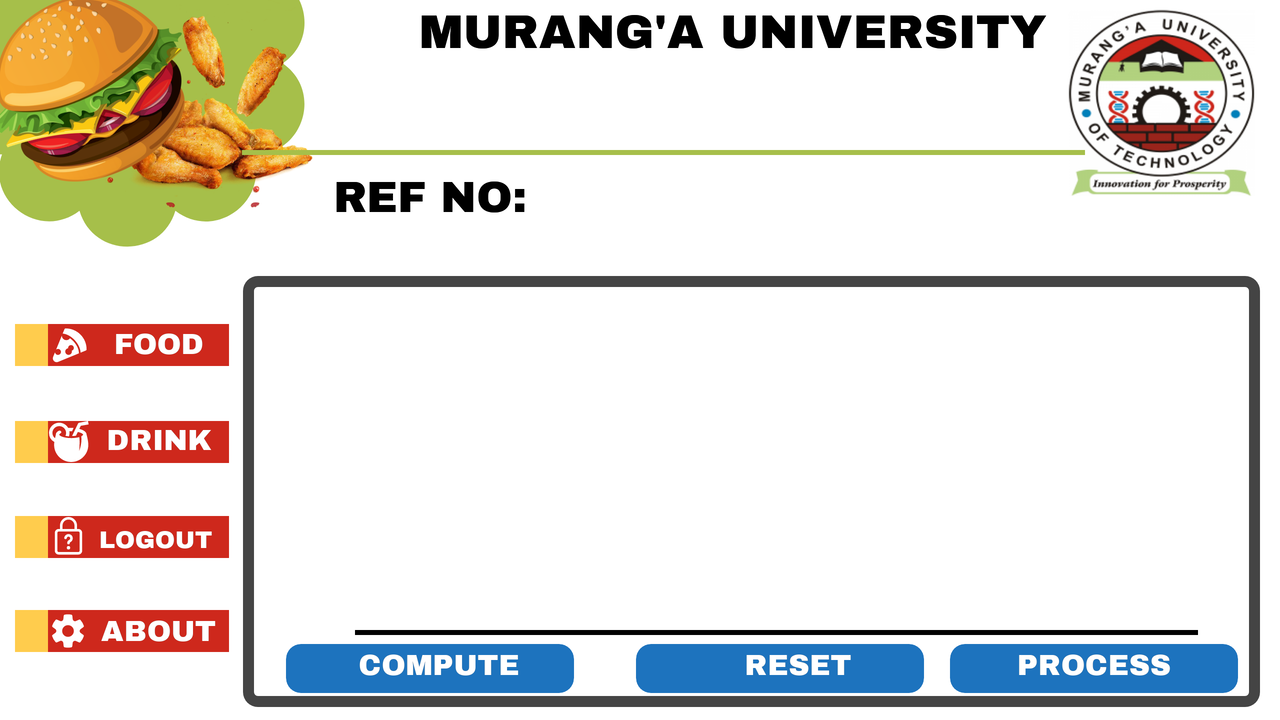 MURANG'A UNIVERSITY
MURANG'A UNIVERSITY
OF TECHNOLOGY
Innovation for Prosperity
REF NO:
FOOD
DRINK
?
LOGOUT
ABOUT
COMPUTE
RESET
PROCESS